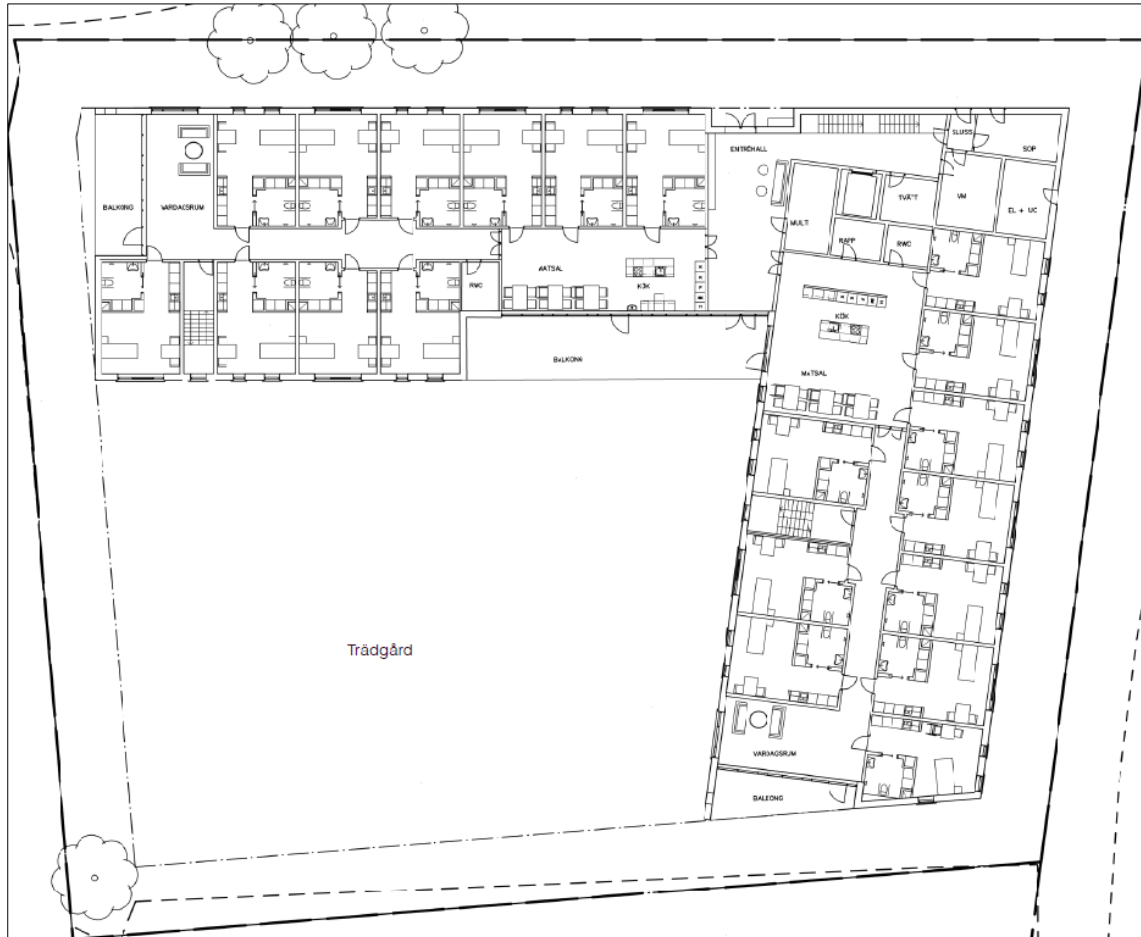 SLUSS
SOP
ENTRÉHALL
TVÄTT
VM
EL + UC
BALKONG
VARDAGSRUM
MULTI
RAPP
RWC
MATSAL
KÖK
RWC
KÖK
BALKONG
MATSAL
Trädgård
VARDAGSRUM
BALKONG